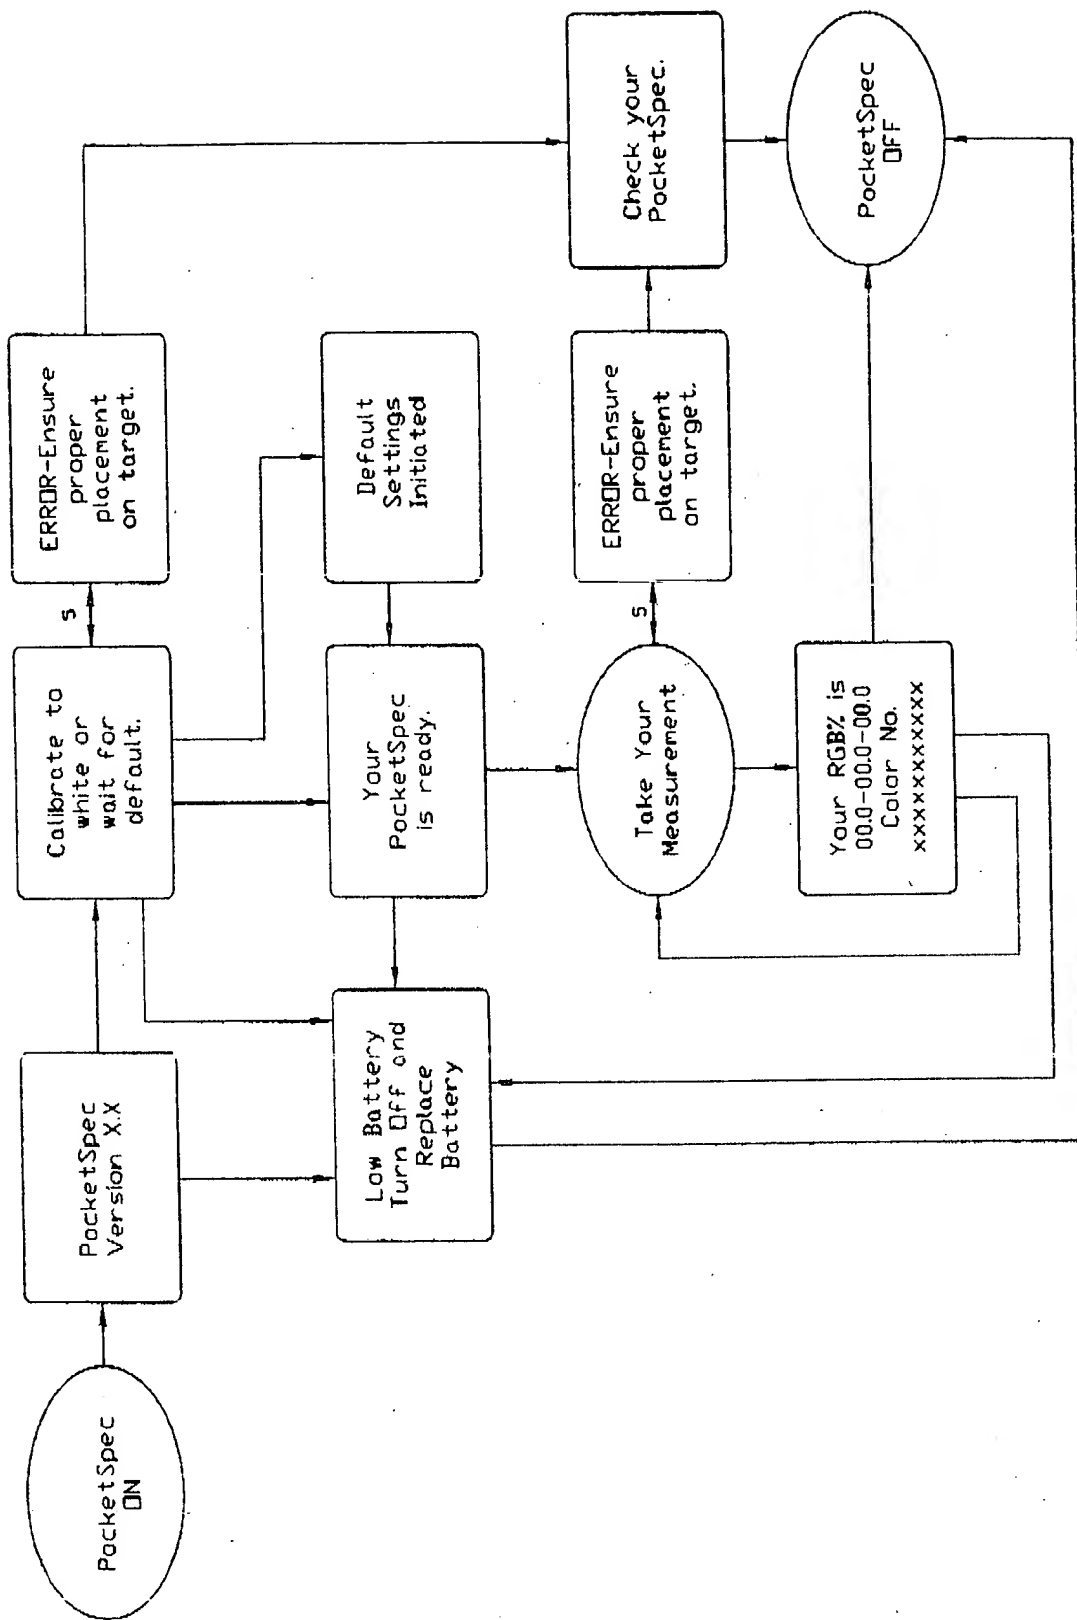 PocketSpec
ON
PocketSpec
Version X.X
Calibrate to
white or
wait for
default.
5
ERROR-Ensure
proper
placement
on target.
Low Battery
Turn Off and
Replace
Battery
Your
PocketSpec
is ready.
Default
Settings
Initiated
Take Your
Measurement
5
ERROR-Ensure
proper
placement
on target.
Check your
PocketSpec.
Your RGB% is
00.0-00.0-00.0
Color No.
xxxxxxxxxxx
PocketSpec
OFF